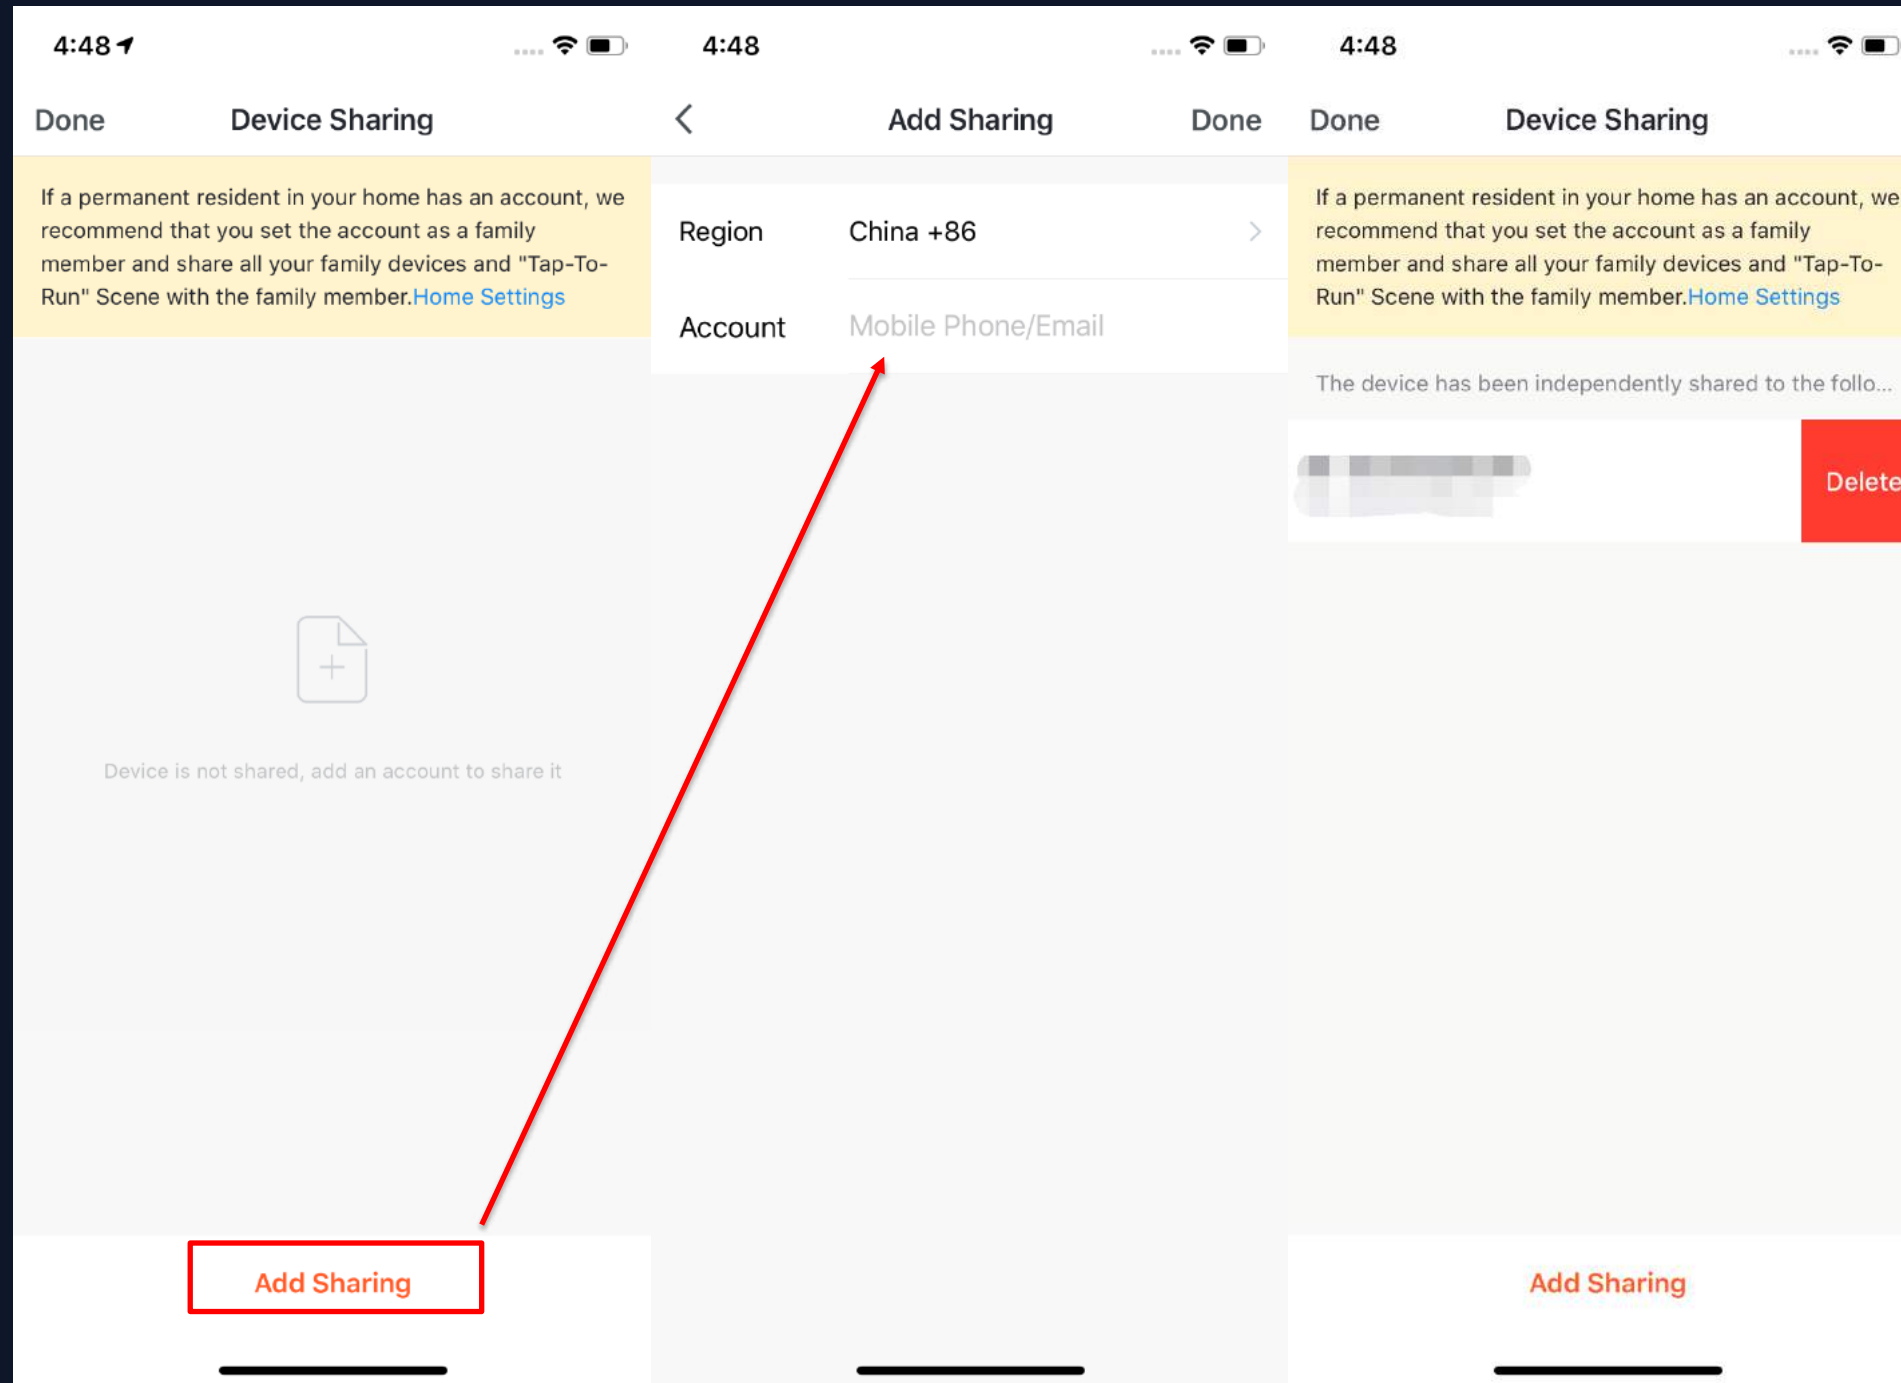 4:48
Done
Device Sharing
If a permanent resident in your home has an account, we
recommend that you set the account as a family
member and share all your family devices and "Tap-To-
Run" Scene with the family member.Home Settings
Device is not shared, add an account to share it
Add Sharing
4:48
Add Sharing
Done
Region
China +86
Account
Mobile Phone/Email
4:48
Done
Device Sharing
If a permanent resident in your home has an account, we
recommend that you set the account as a family
member and share all your family devices and "Tap-To-
Run" Scene with the family member.Home Settings
The device has been independently shared to the follo...
Delete
Add Sharing